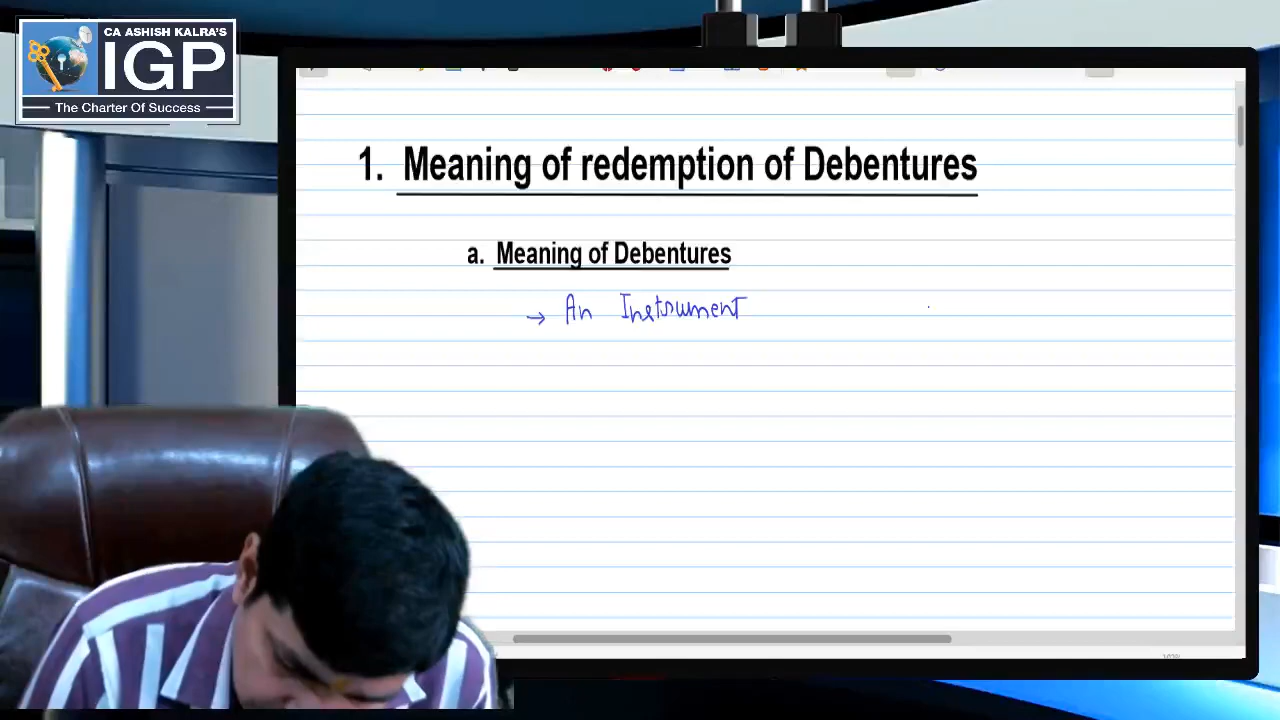 CA ASHISH KALRA'S
IGP
The Charter Of Success
1. Meaning of redemption of Debentures
a. Meaning of Debentures
→ An Instrument